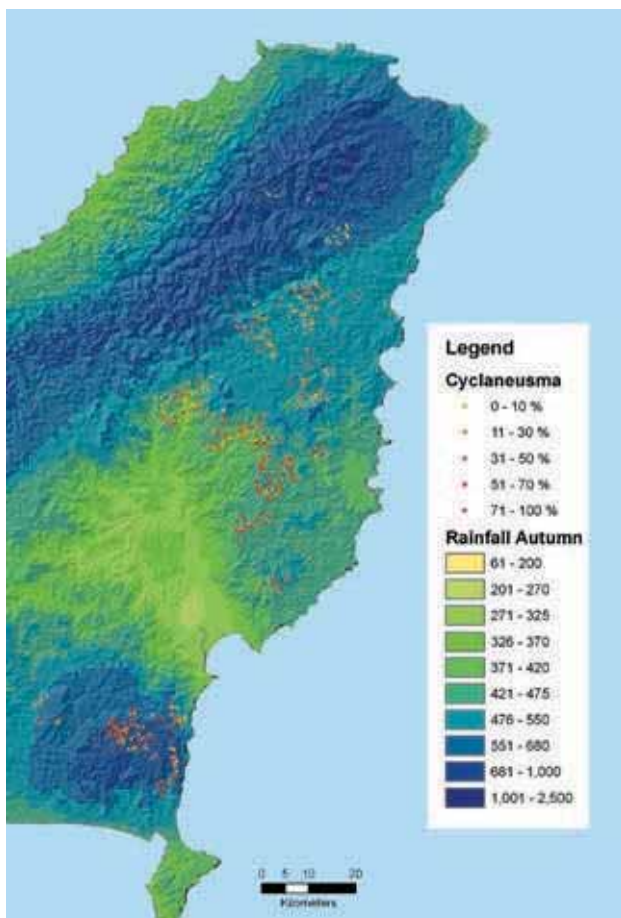 Legend
Cyclaneusma
0 - 10 %
11 - 30 %
31 - 50 %
51 - 70 %
71 - 100 %
Rainfall Autumn
61 - 200
201 - 270
271 - 325
326 - 370
371 - 420
421 - 475
476 - 550
551 - 680
681 - 1,000
1,001 - 2,500
0 5 10 20
Kilometers